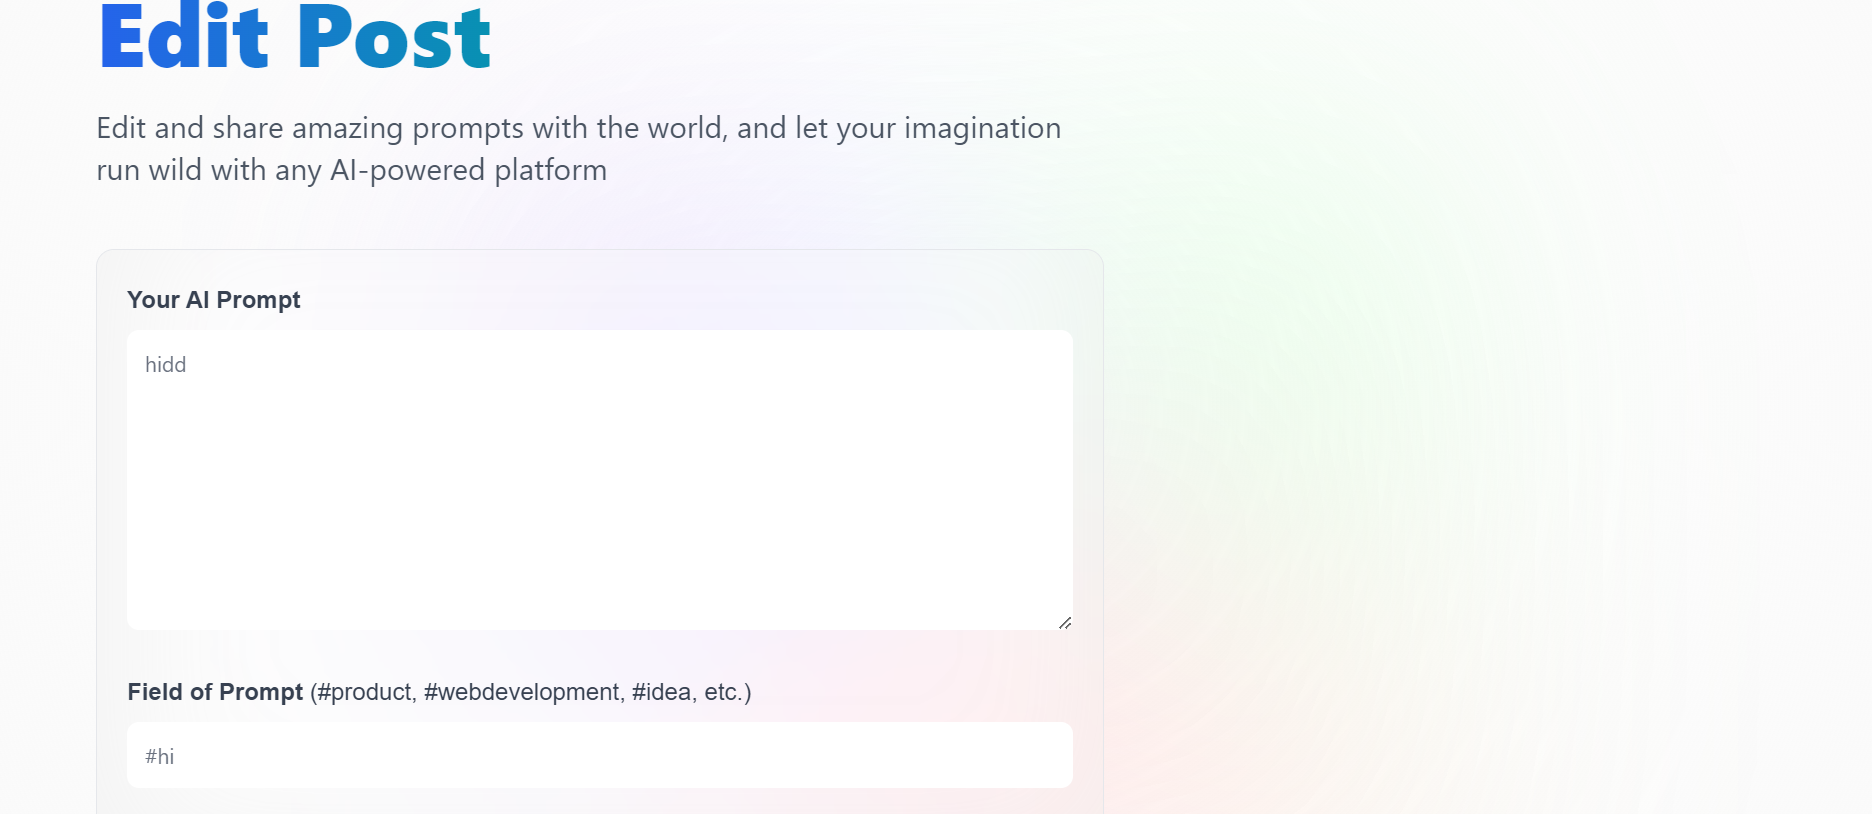 Edit Post
Edit and share amazing prompts with the world, and let your imagination
run wild with any AI-powered platform
Your AI Prompt
hidd
Field of Prompt (#product, #webdevelopment, #idea, etc.)
#hi